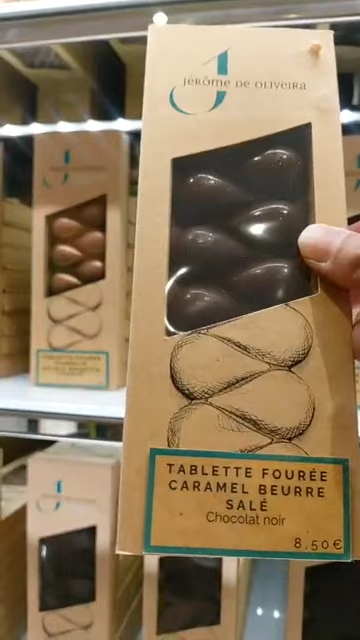 JÉRÔME DE OLIVEIRA
TABLETTE FOURÉE
CARAMEL BEURRE
SALÉ
Chocolat noir
8,50€